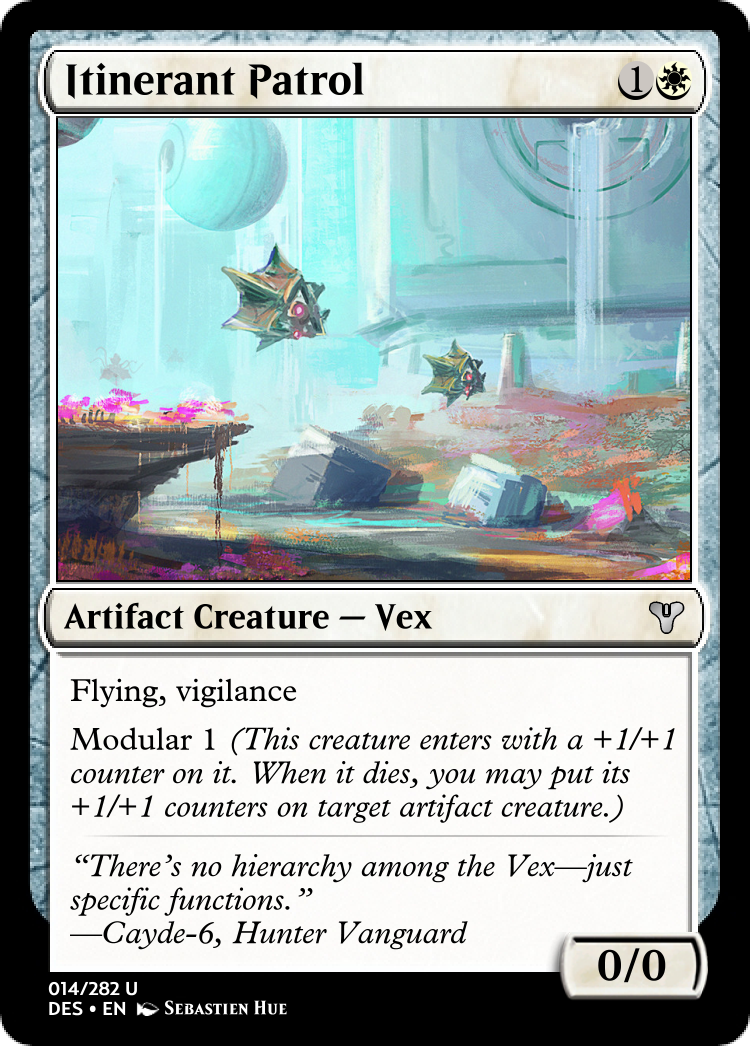 Itinerant Patrol 1
Artifact Creature — Vex
Flying, vigilance
Modular 1 (This creature enters with a +1/+1
counter on it. When it dies, you may put its
+1/+1 counters on target artifact creature.)
“There’s no hierarchy among the Vex—just
specific functions.”
—Cayde-6, Hunter Vanguard
0/0
014/282 U
DES • EN Sebastien Hue